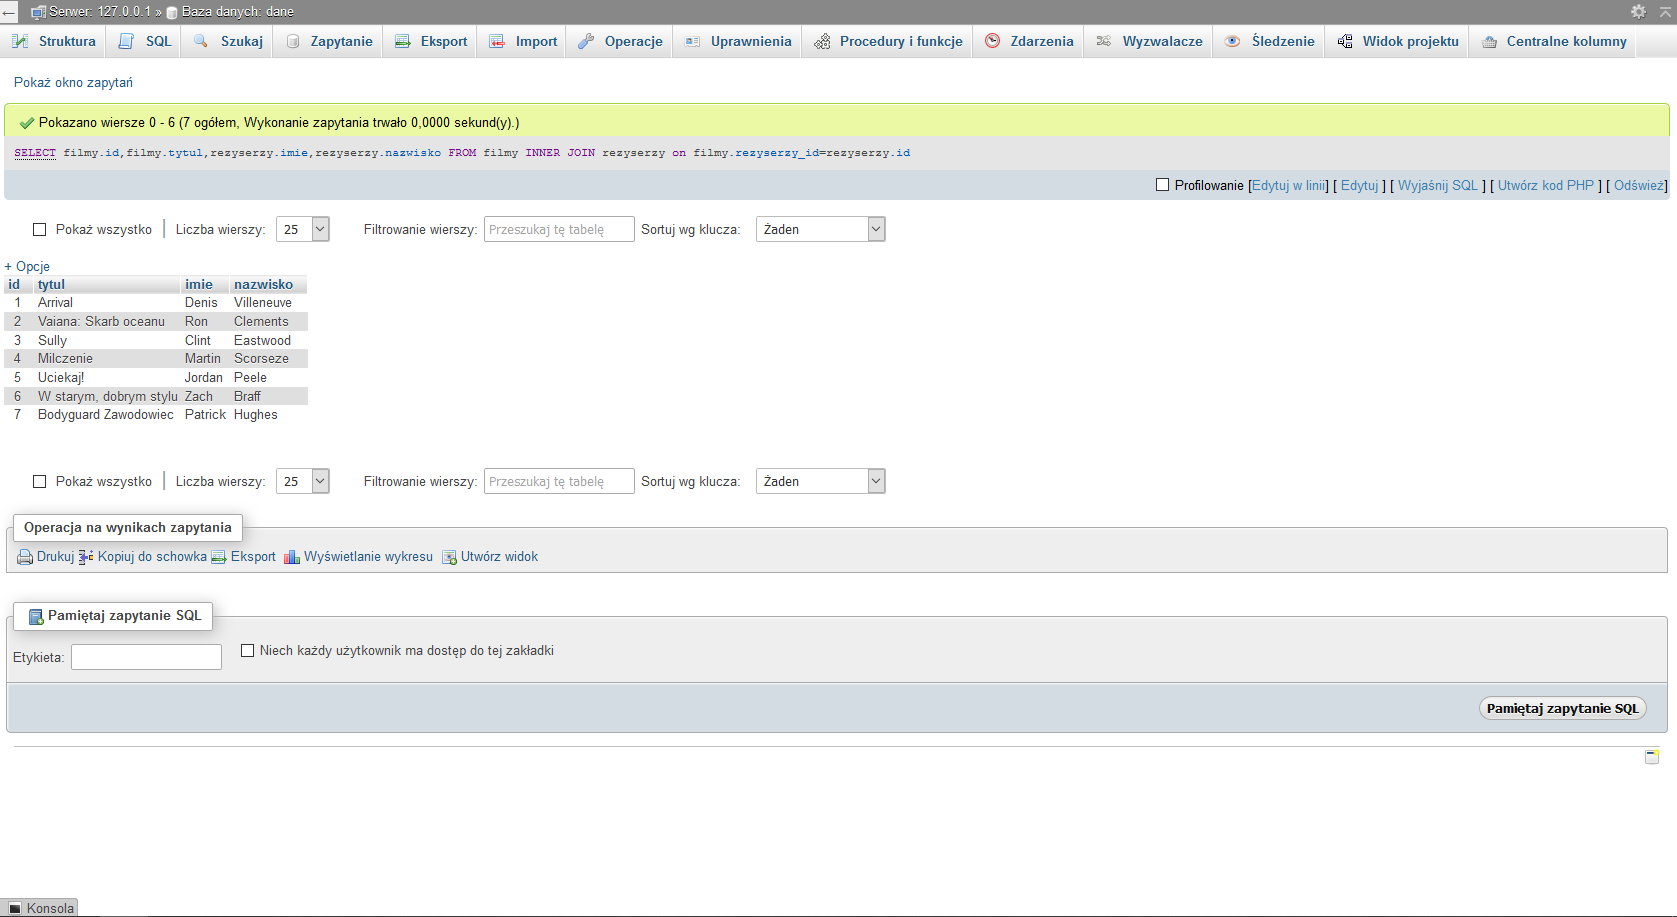 Serwer: 127.0.0.1 » Baza danych: dane
Struktura SQL Szukaj Zapytanie Eksport Import Operacje Uprawnienia Procedury i funkcje Zdarzenia Wyzwalacze Śledzenie Widok projektu Centralne kolumny
Pokaż okno zapytań
Pokazano wiersze 0 - 6 (7 ogółem, Wykonanie zapytania trwało 0,0000 sekund(y).)
SELECT filmy.id,filmy.tytul,rezyserzy.imie,rezyserzy.nazwisko FROM filmy INNER JOIN rezyserzy on filmy.rezyserzy_id=rezyserzy.id
Profilowanie [Edytuj w linii] [ Edytuj ] [ Wyjaśnij SQL ] [ Utwórz kod PHP ] [ Odśwież]
Pokaż wszystko Liczba wierszy: 25 Filtrowanie wierszy: Przeszukaj tę tabelę Sortuj wg klucza: Żaden
+ Opcje
id tytul imie nazwisko
1 Arrival Denis Villeneuve
2 Vaiana: Skarb oceanu Ron Clements
3 Sully Clint Eastwood
4 Milczenie Martin Scorseze
5 Uciekaj! Jordan Peele
6 W starym, dobrym stylu Zach Braff
7 Bodyguard Zawodowiec Patrick Hughes
Pokaż wszystko Liczba wierszy: 25 Filtrowanie wierszy: Przeszukaj tę tabelę Sortuj wg klucza: Żaden
Operacja na wynikach zapytania
Drukuj Kopiuj do schowka Eksport Wyświetlanie wykresu Utwórz widok
Pamiętaj zapytanie SQL
Etykieta: Niech każdy użytkownik ma dostęp do tej zakładki
Pamiętaj zapytanie SQL
Konsola